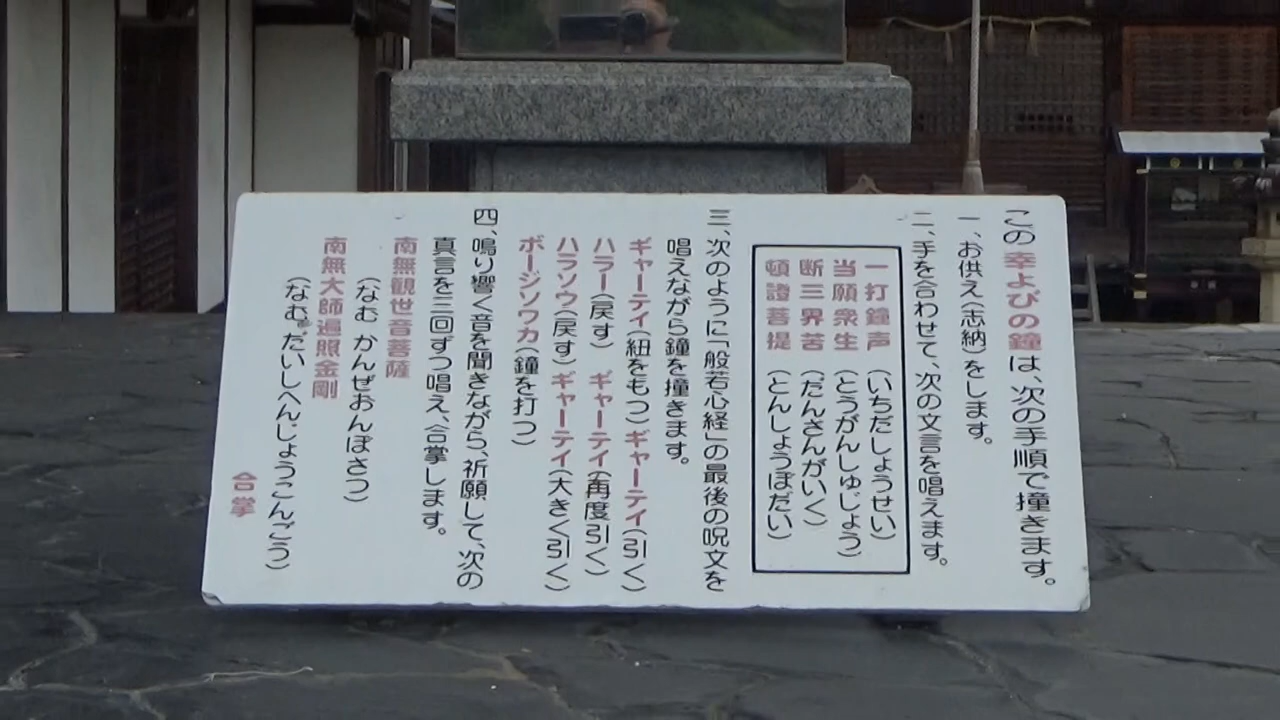 この幸よびの鐘は、次の手順で撞きます。
一、お供え(志納)をします。
二、手を合わせて、次の文言を唱えます。
一打鐘声(いちだしょうせい)
当願衆生(とうがんしゅじょう)
断三界苦(だんさんがいく)
頓證菩提(とんしょうぼだい)
三、次のように「般若心経」の最後の呪文を
唱えながら鐘を撞きます。
ギャーテイ(紐をもつ)ギャーテイ(引く)
ハラー(戻す) ギャーテイ(再度引く)
ハラソウ(戻す)ギャーテイ(大きく引く)
ボージソワカ(鐘を打つ)
四、鳴り響く音を聞きながら、祈願して、次の
真言を三回ずつ唱え、合掌します。
南無観世音菩薩
(なむ かんぜおんぼさつ)
南無大師遍照金剛
(なむ だいしへんじょうこんごう)
合掌